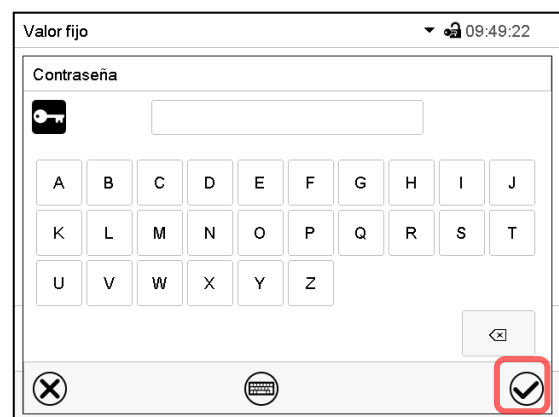 Valor fijo 09:49:22
Contraseña
A B C D E F G H I J
K L M N O P Q R S T
U V W X Y Z